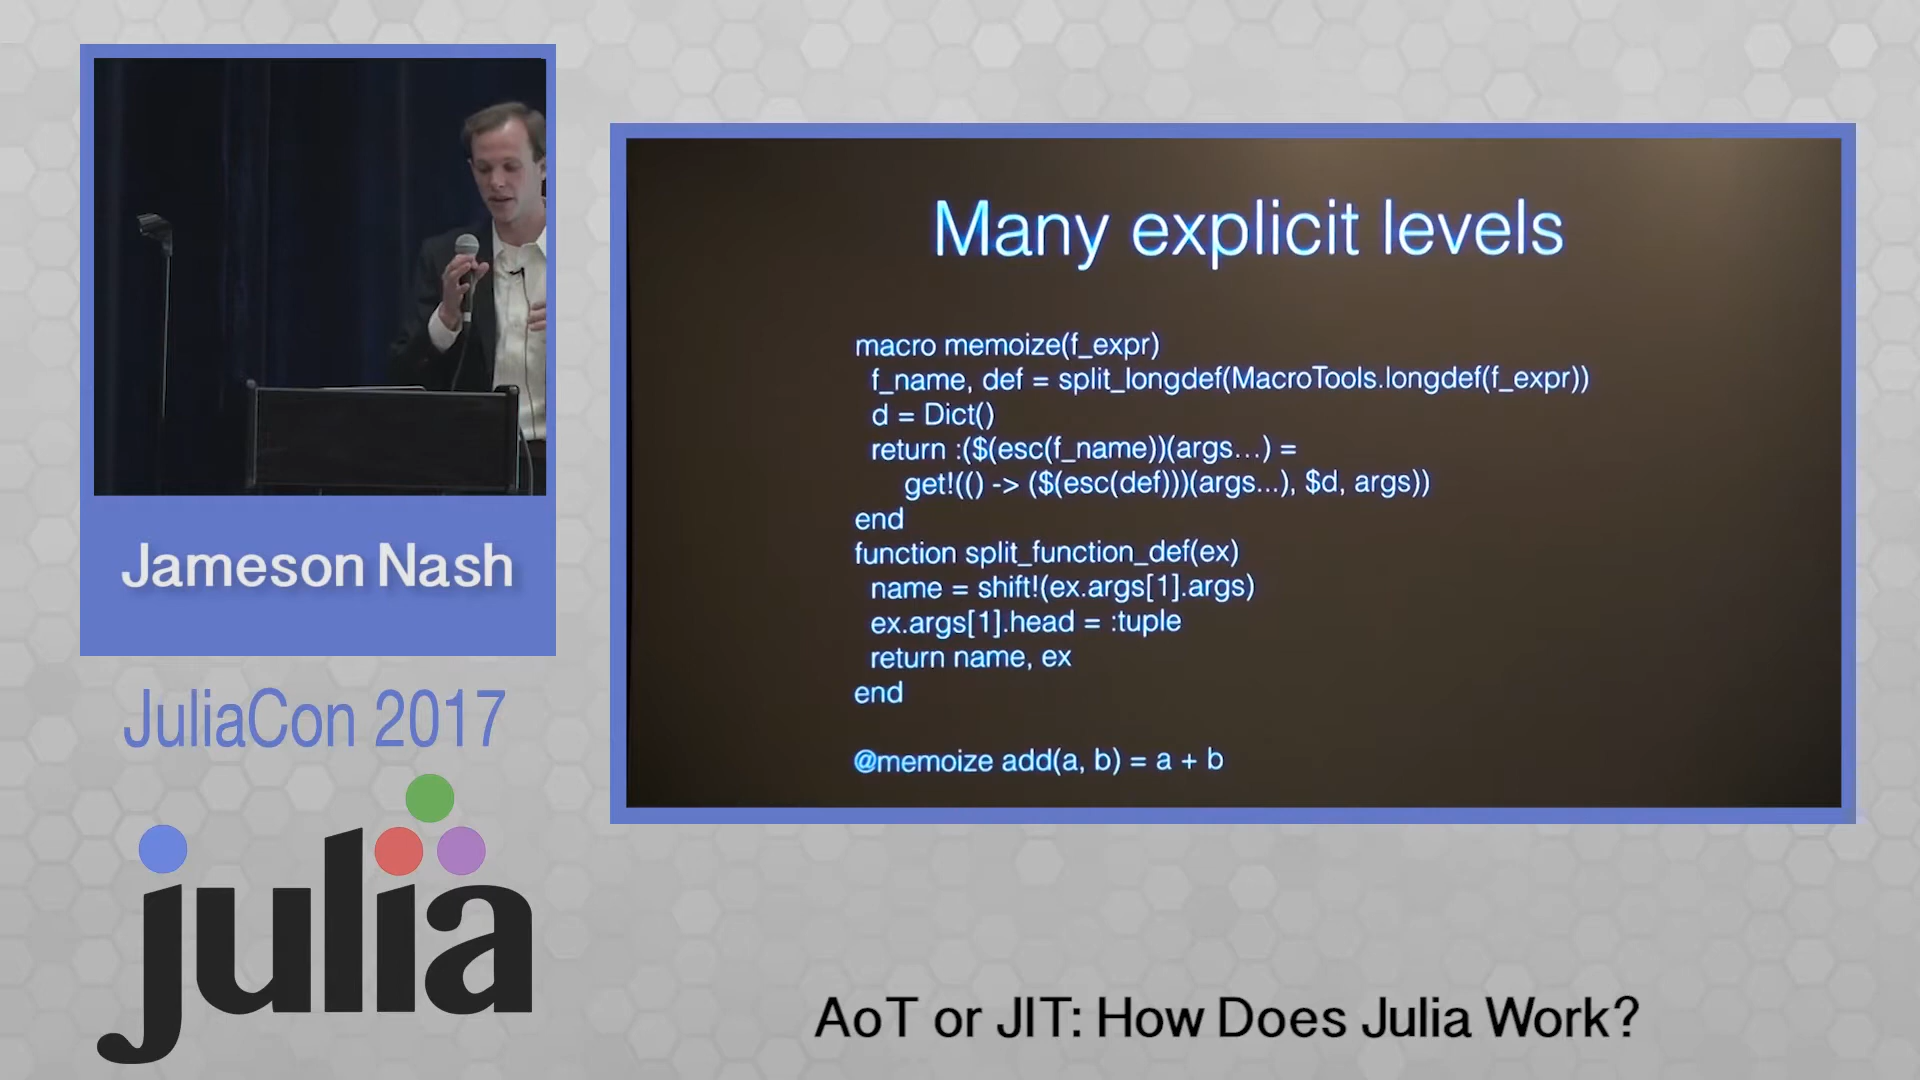 Many explicit levels
macro memoize(f_expr)
f_name, def = split_longdef(MacroTools.longdef(f_expr))
d = Dict()
return :($(esc(f_name))(args...) =
get!(() -> ($(esc(def)))(args...), $d, args))
end
function split_function_def(ex)
name = shift!(ex.args[1].args)
ex.args[1].head = :tuple
return name, ex
end
@memoize add(a, b) = a + b
Jameson Nash
JuliaCon 2017
julia
AoT or JIT: How Does Julia Work?